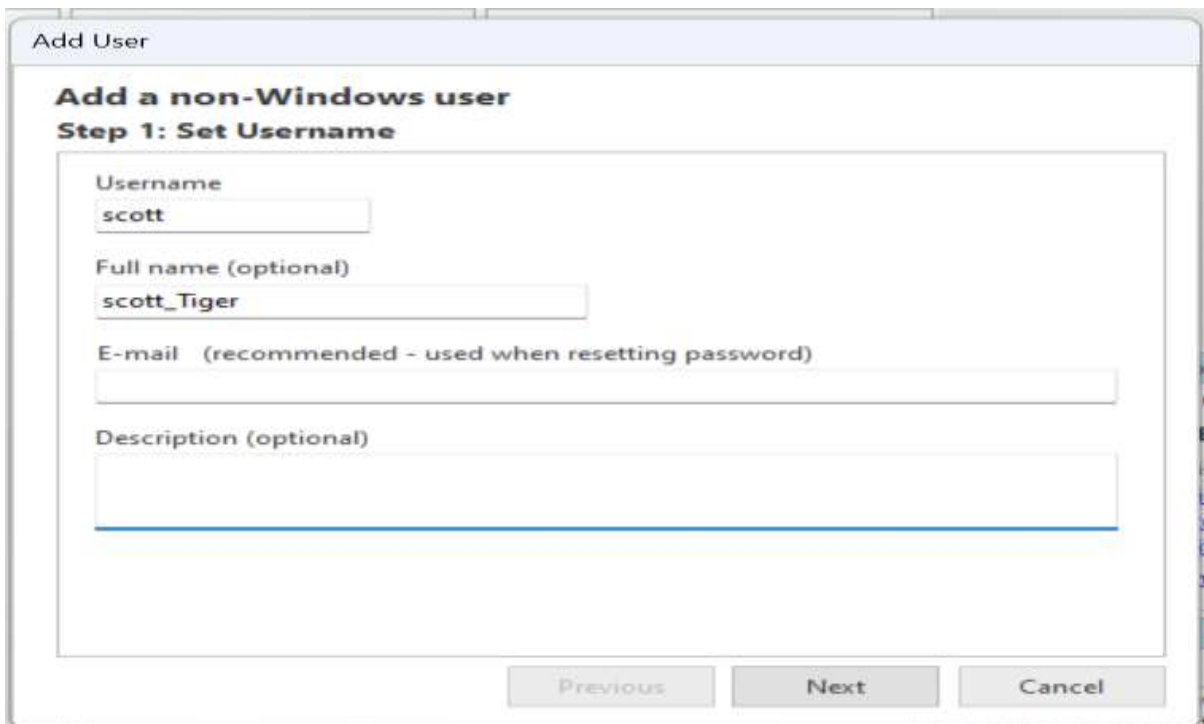 Add User
Add a non-Windows user
Step 1: Set Username
Username
scott
Full name (optional)
scott_Tiger
E-mail (recommended - used when resetting password)
Description (optional)
Previous Next Cancel